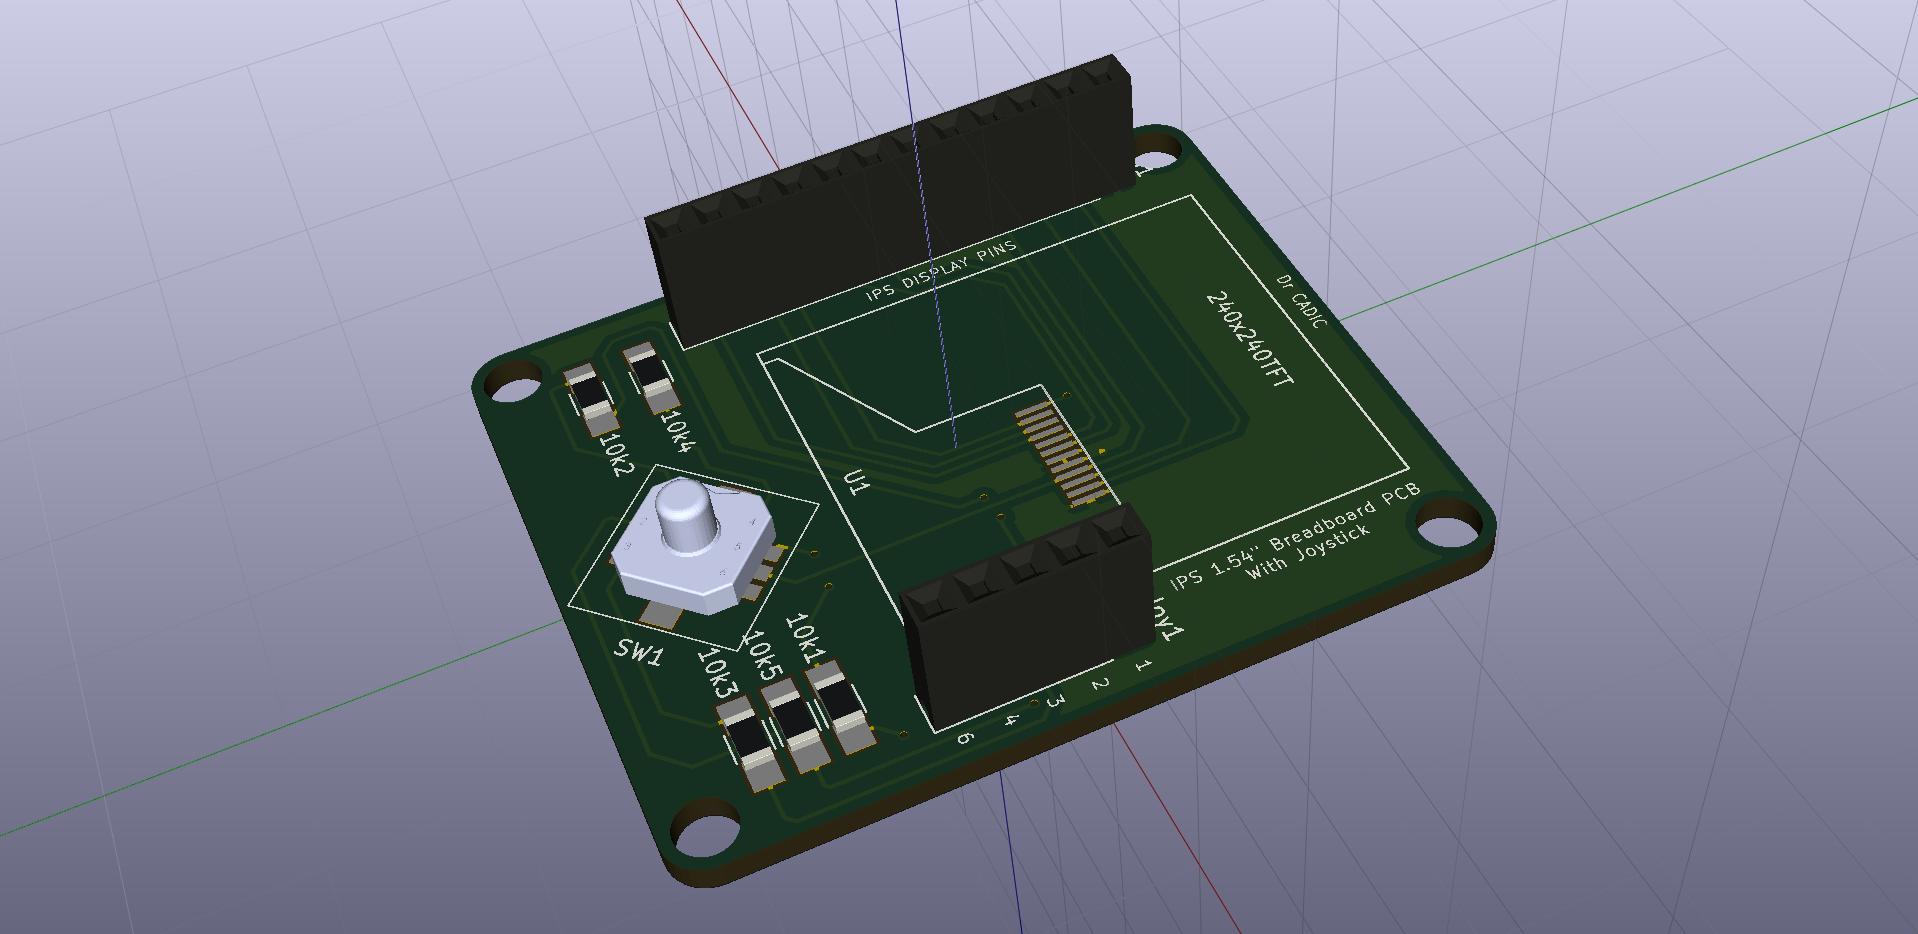 IPS DISPLAY PINS
Dr CADIC
240x240TFT
10k4
10k2
U1
IPS 1.54" Breadboard PCB
With Joystick
SW1
10k3
10k5
10k1
Joy1
1
2
3
4
6
1